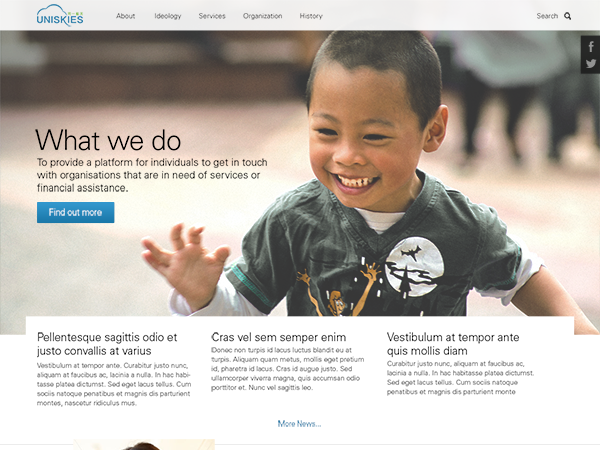 UNISKIES
About Ideology Services Organization History Search
What we do
To provide a platform for individuals to get in touch
with organisations that are in need of services or
financial assistance.
Find out more
Pellentesque sagittis odio et
justo convallis at varius
Vestibulum at tempor ante. Curabitur justo nunc,
aliquam at faucibus ac, lacinia a nulla. In hac habi-
tasse platea dictumst. Sed eget lacus tellus. Cum
sociis natoque penatibus et magnis dis parturient
montes, nascetur ridiculus mus.
Cras vel sem semper enim
Donec non turpis id lacus luctus blandit eu at
turpis. Aliquam quam metus, mollis eget pretium
id, pharetra id lacus. Cras id augue justo. Sed
ullamcorper viverra magna, quis accumsan odio
porttitor et. Nunc vel sagittis leo.
Vestibulum at tempor ante
quis mollis diam
Curabitur justo nunc, aliquam at faucibus ac,
lacinia a nulla. In hac habitasse platea dictumst.
Sed eget lacus tellus. Cum sociis natoque
penatibus et magnis dis parturient monte
More News...